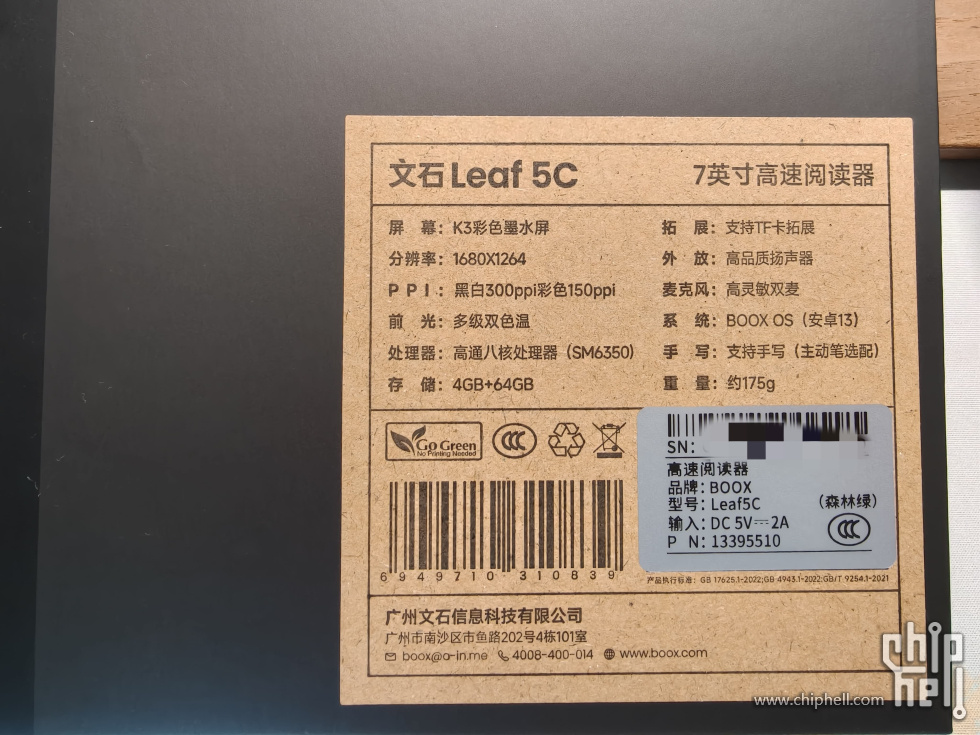 文石 Leaf 5C
7英寸高速阅读器
屏 幕：K3彩色墨水屏
分辨率：1680X1264
P P I：黑白300ppi彩色150ppi
前 光：多级双色温
处理器：高通八核处理器（SM6350）
存 储：4GB+64GB
拓 展：支持TF卡拓展
外 放：高品质扬声器
麦克风：高灵敏双麦
系 统：BOOX OS（安卓13）
手 写：支持手写（主动笔选配）
重 量：约175g
Go Green
No Printing Needed
CCC
SN：
高速阅读器
品牌：BOOX
型号：Leaf5C
（森林绿）
输入：DC 5V⎓2A
P N：13395510
CCC
6 949710 310839
产品执行标准：GB 17625.1-2022;GB 4943.1-2022;GB/T 9254.1-2021
广州文石信息科技有限公司
广州市南沙区市鱼路202号4栋101室
boox@a-in.me 4008-400-014 www.boox.com
chip hell
www.chiphell.com